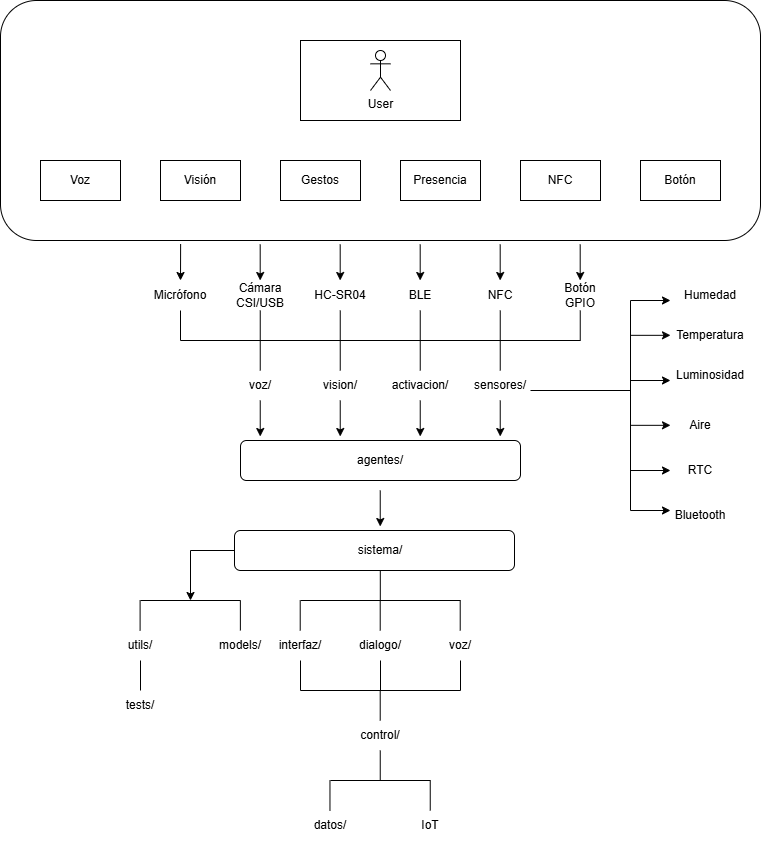 User
Voz
Visión
Gestos
Presencia
NFC
Botón
Micrófono
Cámara
CSI/USB
HC-SR04
BLE
NFC
Botón
GPIO
Humedad
Temperatura
Luminosidad
Aire
RTC
Bluetooth
voz/
vision/
activacion/
sensores/
agentes/
sistema/
utils/
models/
interfaz/
dialogo/
voz/
tests/
control/
datos/
IoT